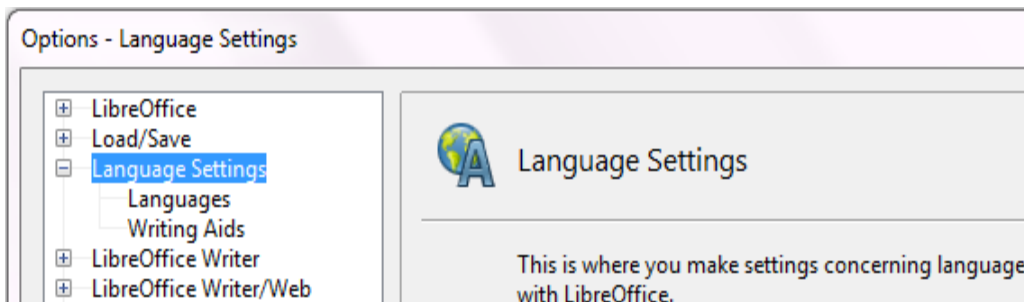 Options - Language Settings
LibreOffice
Load/Save
Language Settings
Languages
Writing Aids
LibreOffice Writer
LibreOffice Writer/Web
Language Settings
This is where you make settings concerning language
with LibreOffice.